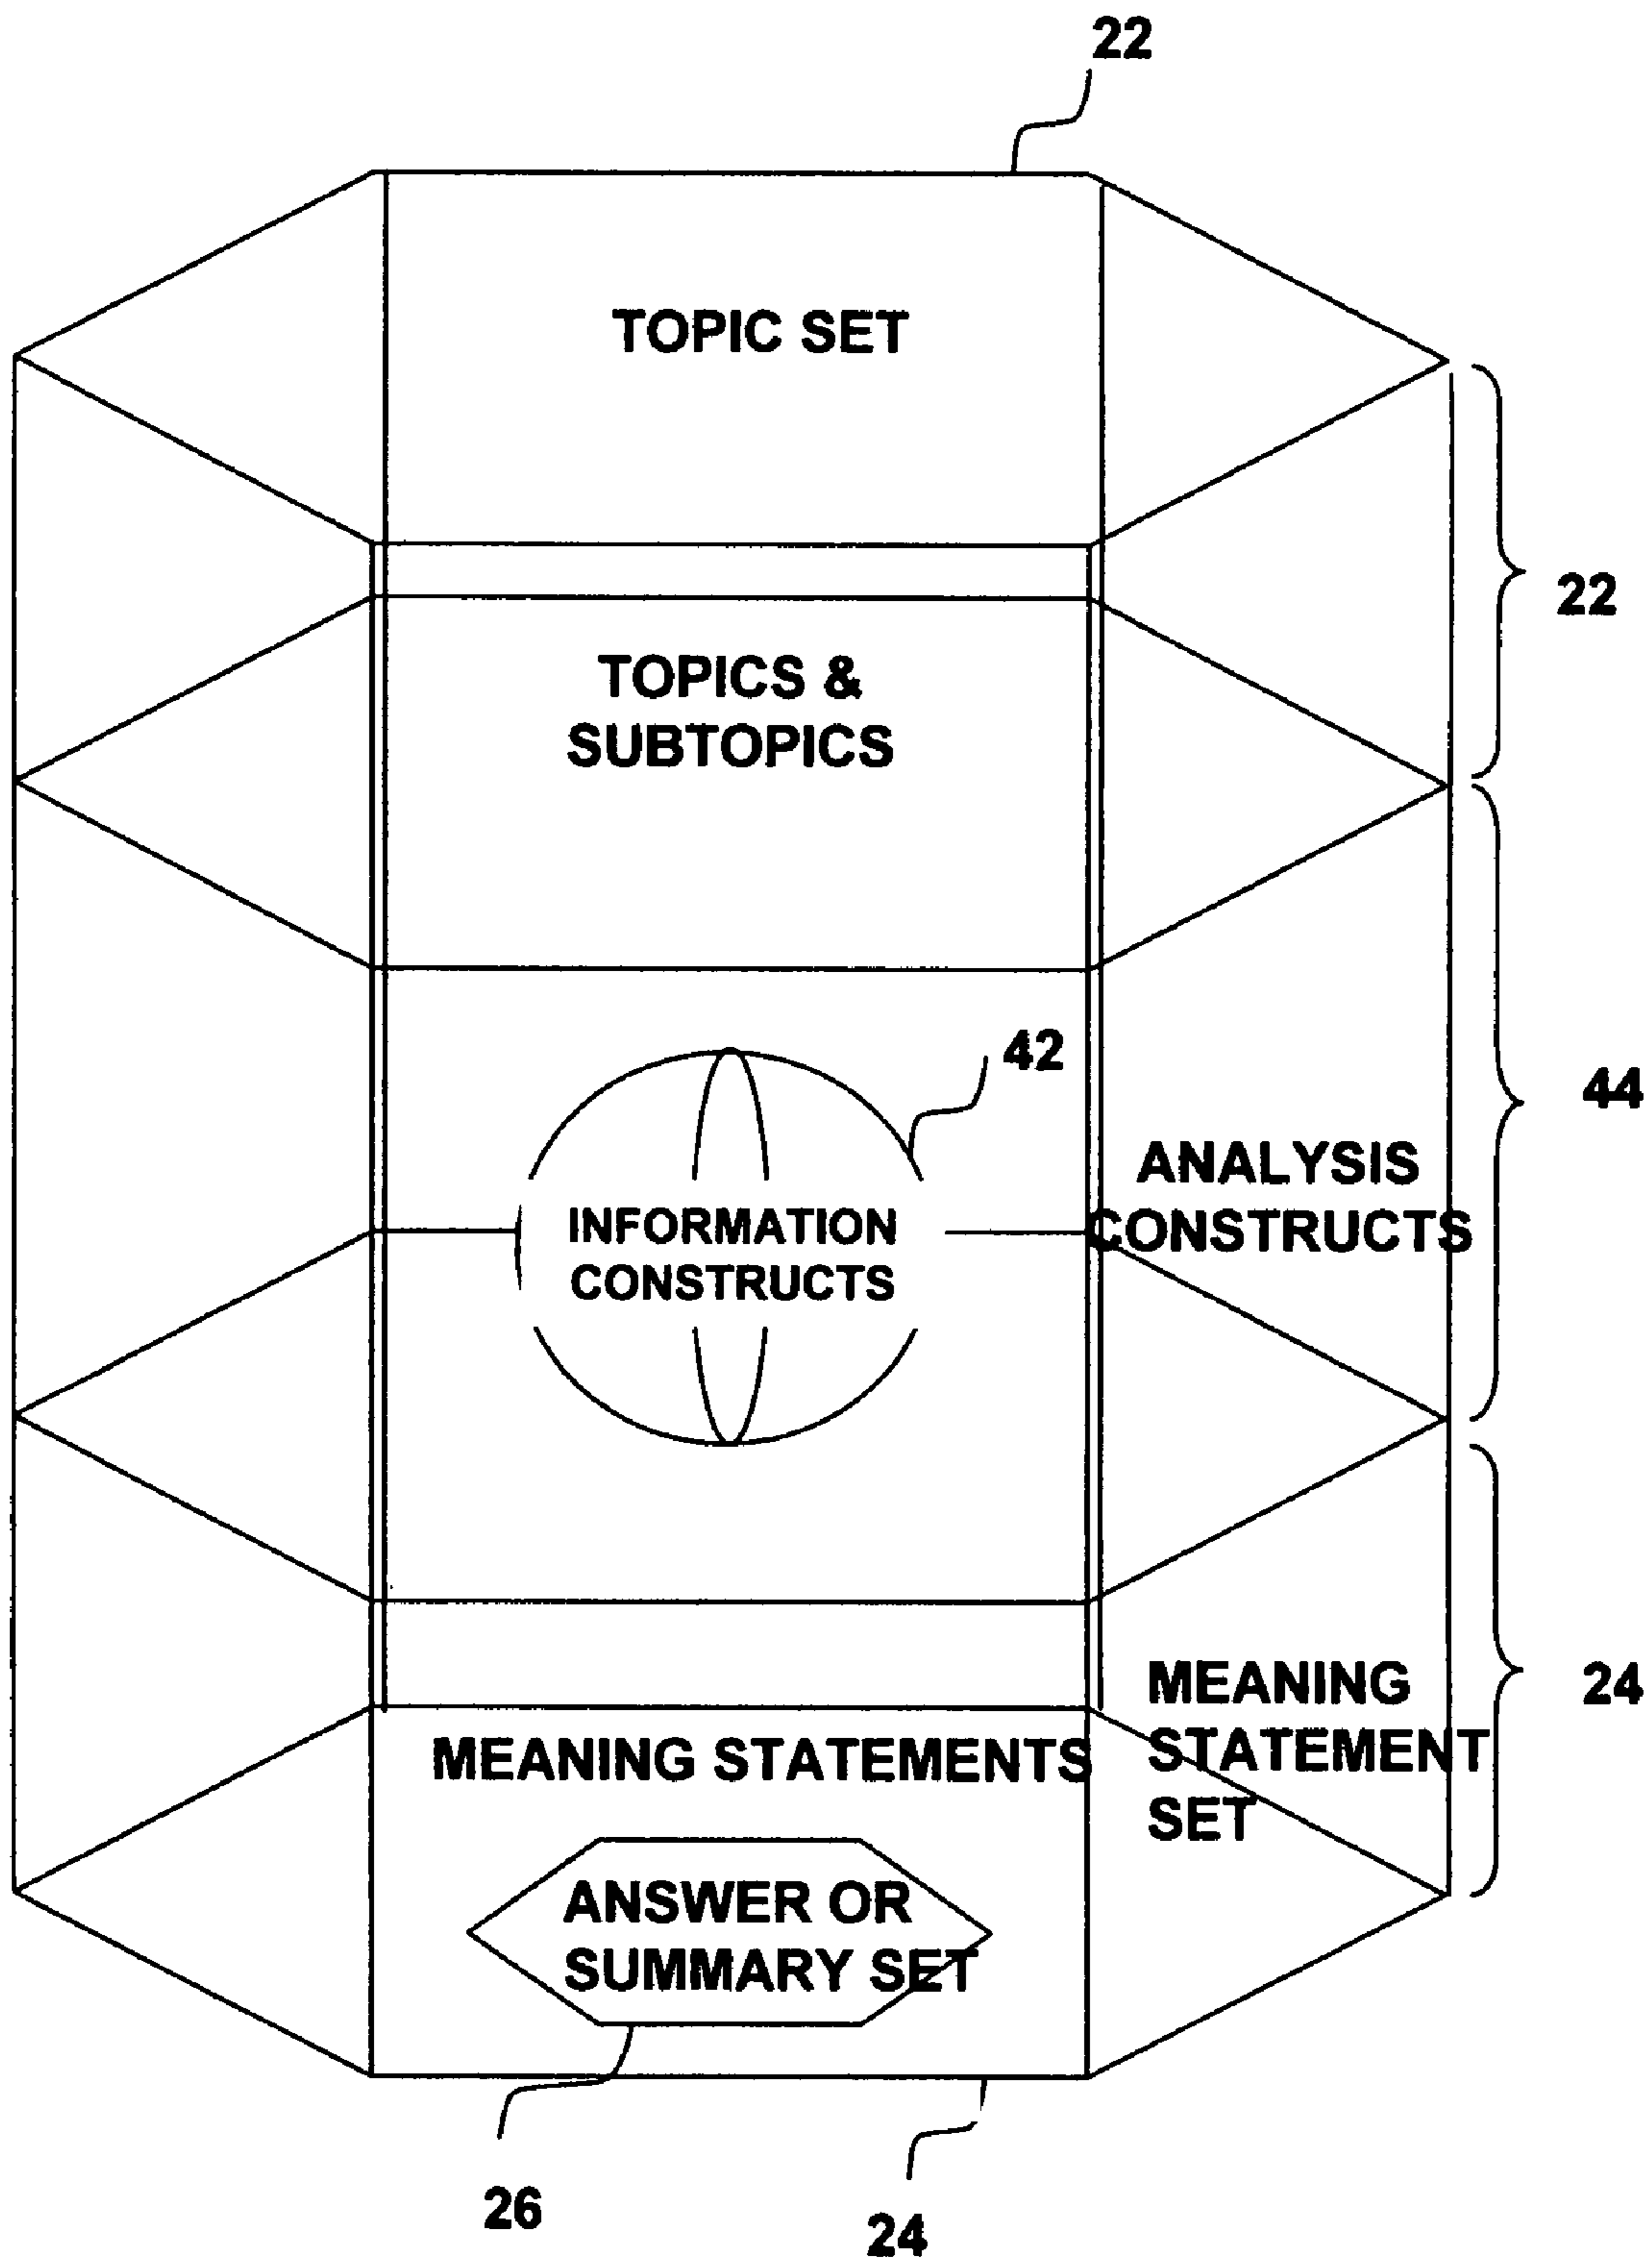 22
TOPIC SET
22
TOPICS &
SUBTOPICS
42
44
ANALYSIS
CONSTRUCTS
INFORMATION
CONSTRUCTS
24
MEANING
STATEMENT
SET
MEANING STATEMENTS
ANSWER OR
SUMMARY SET
26
24